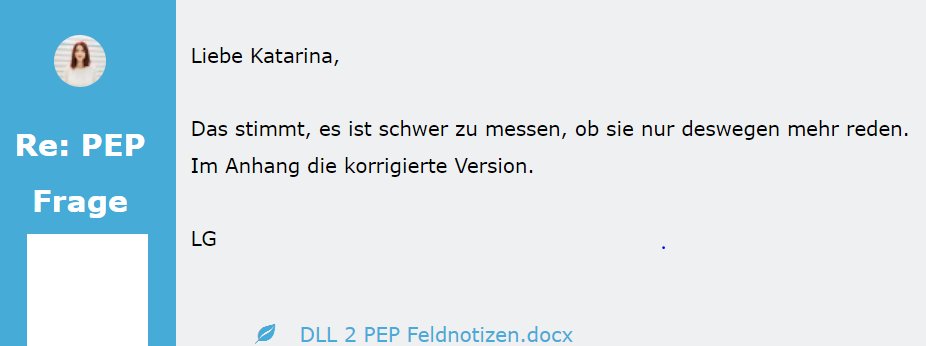 Re: PEP
Frage
Liebe Katarina,
Das stimmt, es ist schwer zu messen, ob sie nur deswegen mehr reden.
Im Anhang die korrigierte Version.
LG
.
DLL 2 PEP Feldnotizen.docx